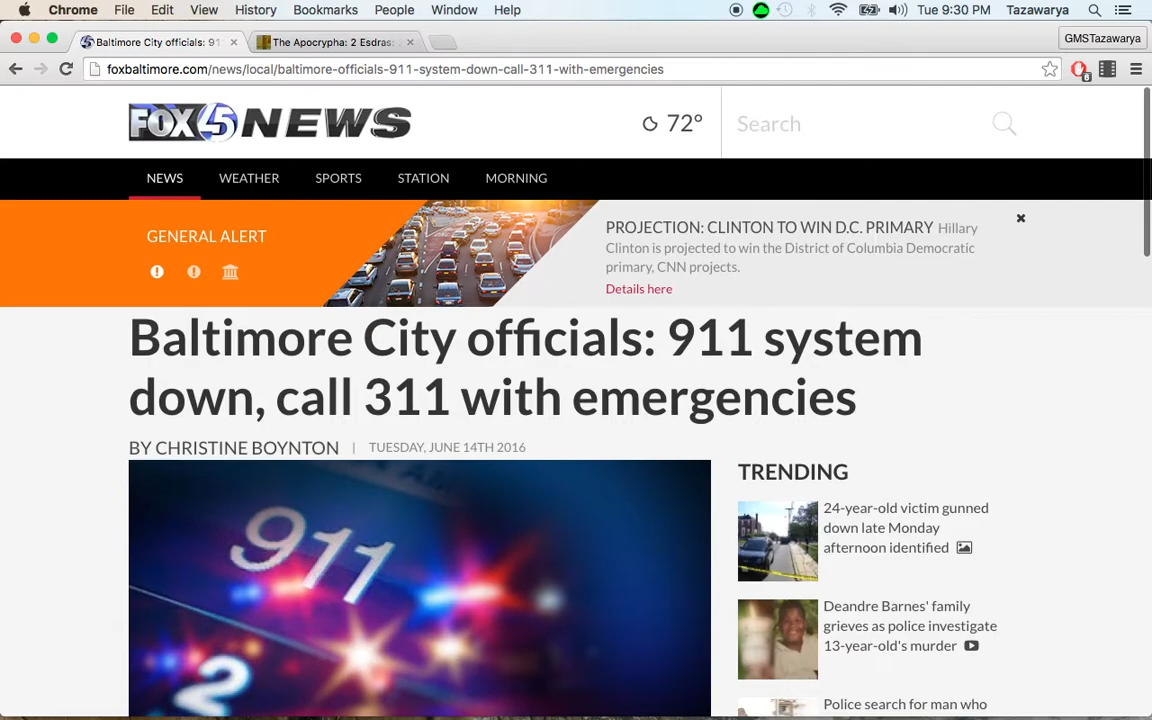 Chrome File Edit View History Bookmarks People Window Help Tue 9:30 PM Tazawarya
Baltimore City officials: 91 The Apocrypha: 2 Esdras: GMSTazawarya
foxbaltimore.com/news/local/baltimore-officials-911-system-down-call-311-with-emergencies 6
FOX 5 NEWS 72° Search
NEWS WEATHER SPORTS STATION MORNING
GENERAL ALERT
PROJECTION: CLINTON TO WIN D.C. PRIMARY Hillary
Clinton is projected to win the District of Columbia Democratic
primary, CNN projects.
Details here
Baltimore City officials: 911 system
down, call 311 with emergencies
BY CHRISTINE BOYNTON | TUESDAY, JUNE 14TH 2016
911
2
TRENDING
24-year-old victim gunned
down late Monday
afternoon identified
Deandre Barnes' family
grieves as police investigate
13-year-old's murder
Police search for man who